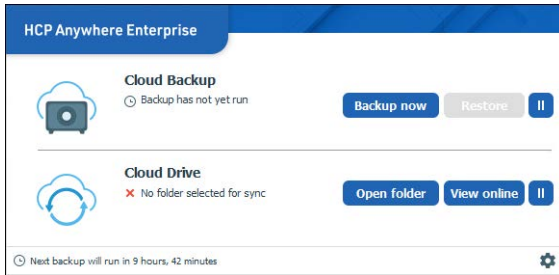 HCP Anywhere Enterprise
Cloud Backup
Backup has not yet run
Backup now
Restore
Cloud Drive
No folder selected for sync
Open folder
View online
Next backup will run in 9 hours, 42 minutes